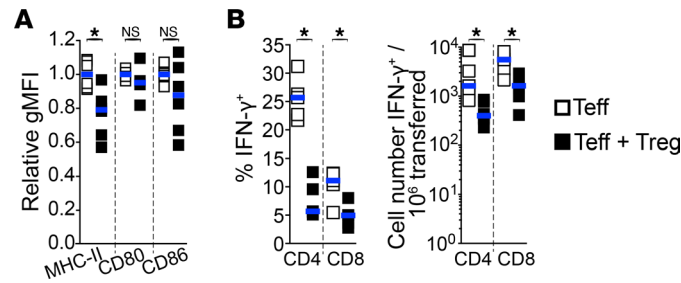 A
* NS NS
Relative gMFI
1.2
1.0
0.8
0.6
0.4
0.2
0.0
MHC-II CD80 CD86
B
* *
% IFN-γ+
35
30
25
20
15
10
5
0
CD4 CD8
* *
Cell number IFN-γ+ /
10⁶ transferred
10⁴
10³
10²
10¹
10⁰
CD4 CD8
Teff
Teff + Treg